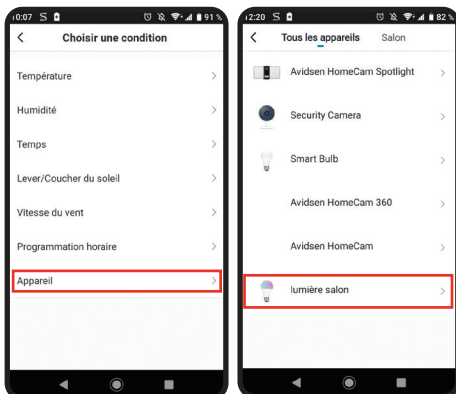 10:07 S 91 %
Choisir une condition
Température
Humidité
Temps
Lever/Coucher du soleil
Vitesse du vent
Programmation horaire
Appareil
12:20 S 82 %
Tous les appareils Salon
Avidsen HomeCam Spotlight
Security Camera
Smart Bulb
Avidsen HomeCam 360
Avidsen HomeCam
lumière salon